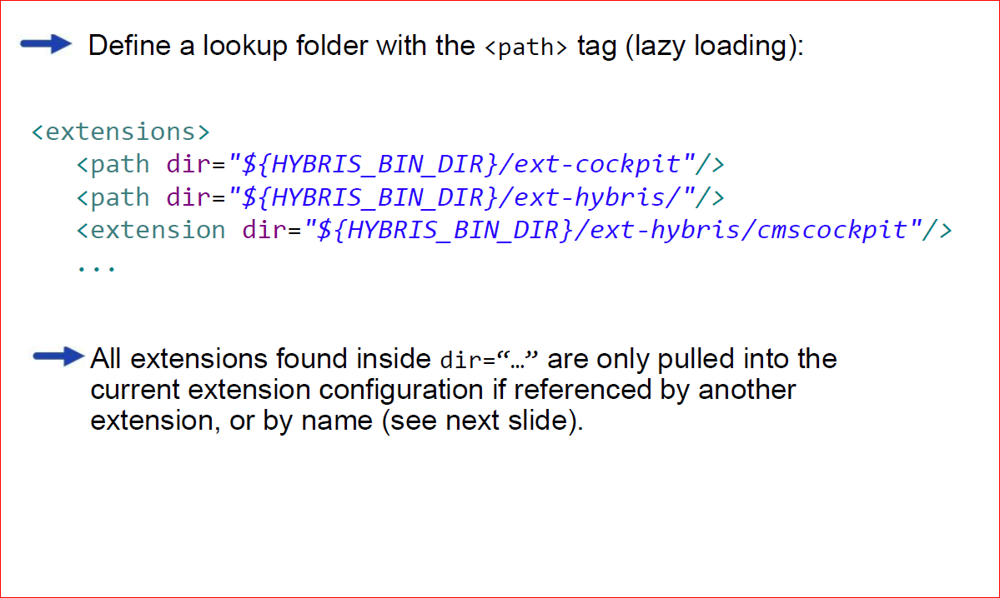 Define a lookup folder with the <path> tag (lazy loading):
<extensions>
<path dir="${HYBRIS_BIN_DIR}/ext-cockpit"/>
<path dir="${HYBRIS_BIN_DIR}/ext-hybris/"/>
<extension dir="${HYBRIS_BIN_DIR}/ext-hybris/cmscockpit"/>
...
All extensions found inside dir=“…” are only pulled into the
current extension configuration if referenced by another
extension, or by name (see next slide).